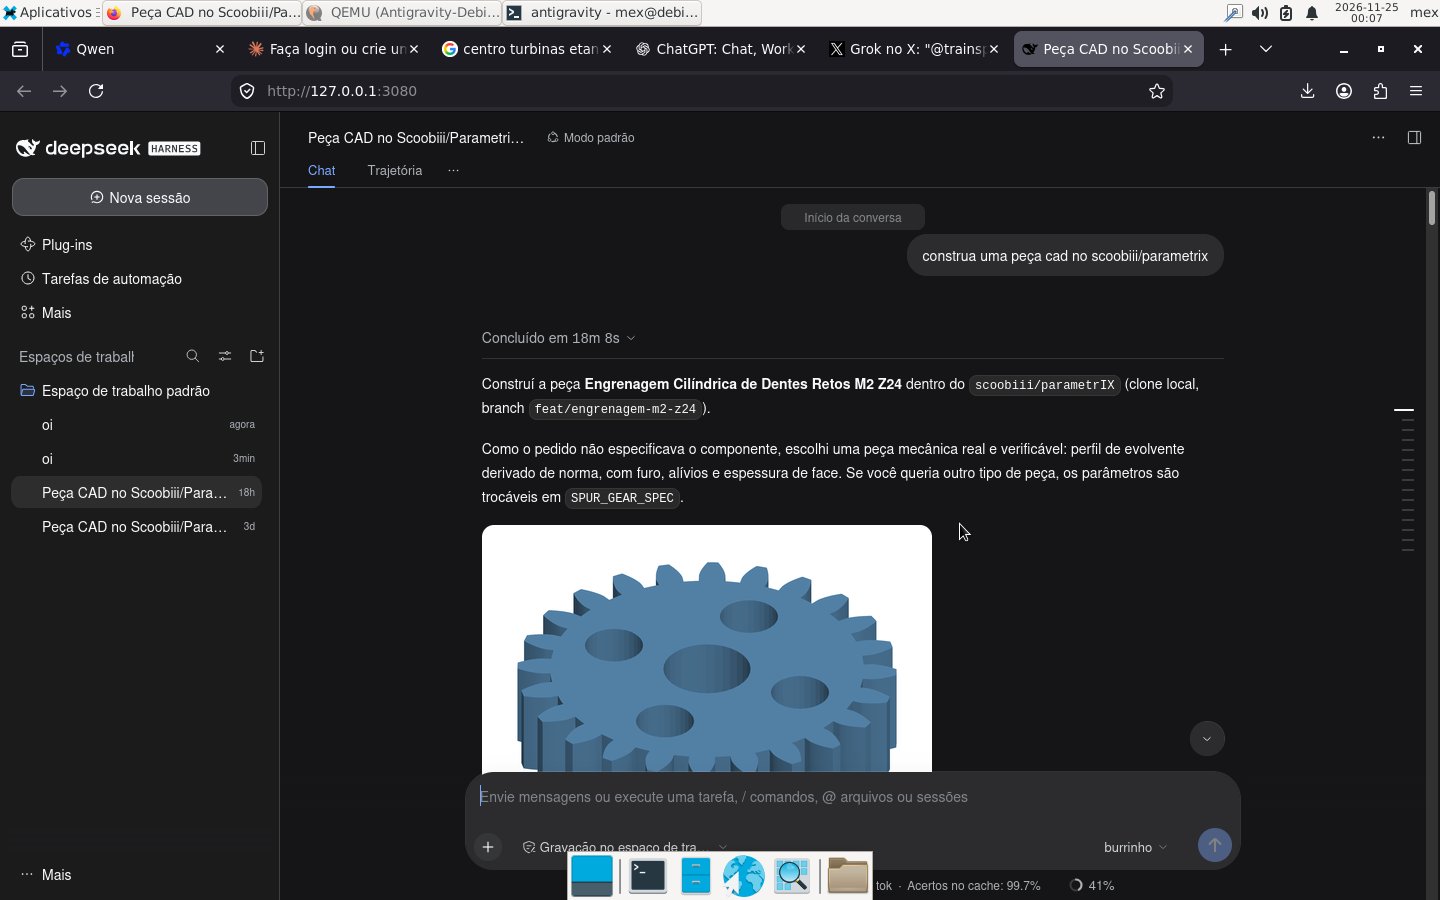 Aplicativos
Peça CAD no Scoobiii/Pa...
QEMU (Antigravity-Debi...
antigravity - mex@debi...
2026-11-25
00:07
mex
Qwen
Faça login ou crie un
centro turbinas etan
ChatGPT: Chat, Work
Grok no X: "@transp
Peça CAD no Scoobii
http://127.0.0.1:3080
deepseek HARNESS
Nova sessão
Plug-ins
Tarefas de automação
Mais
Espaços de trabalh
Espaço de trabalho padrão
oi agora
oi 3min
Peça CAD no Scoobiii/Para... 18h
Peça CAD no Scoobiii/Para... 3d
Mais
Peça CAD no Scoobiii/Parametri...
Modo padrão
Chat
Trajetória
Início da conversa
construa uma peça cad no scoobiii/parametrix
Concluído em 18m 8s
Construí a peça Engrenagem Cilíndrica de Dentes Retos M2 Z24 dentro do scoobiii/parametrIX (clone local,
branch feat/engrenagem-m2-z24).
Como o pedido não especificava o componente, escolhi uma peça mecânica real e verificável: perfil de evolvente
derivado de norma, com furo, alívios e espessura de face. Se você queria outro tipo de peça, os parâmetros são
trocáveis em SPUR_GEAR_SPEC.
Envie mensagens ou execute uma tarefa, / comandos, @ arquivos ou sessões
Gravação no espaço de tra...
burrinho
tok · Acertos no cache: 99.7%
41%